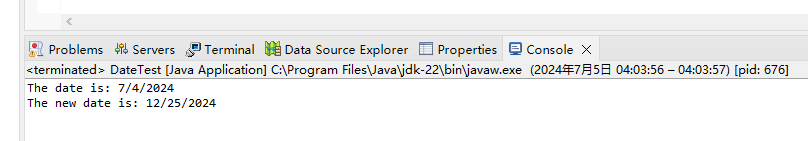 Problems Servers Terminal Data Source Explorer Properties Console
<terminated> DateTest [Java Application] C:\Program Files\Java\jdk-22\bin\javaw.exe (2024年7月5日 04:03:56 – 04:03:57) [pid: 676]
The date is: 7/4/2024
The new date is: 12/25/2024